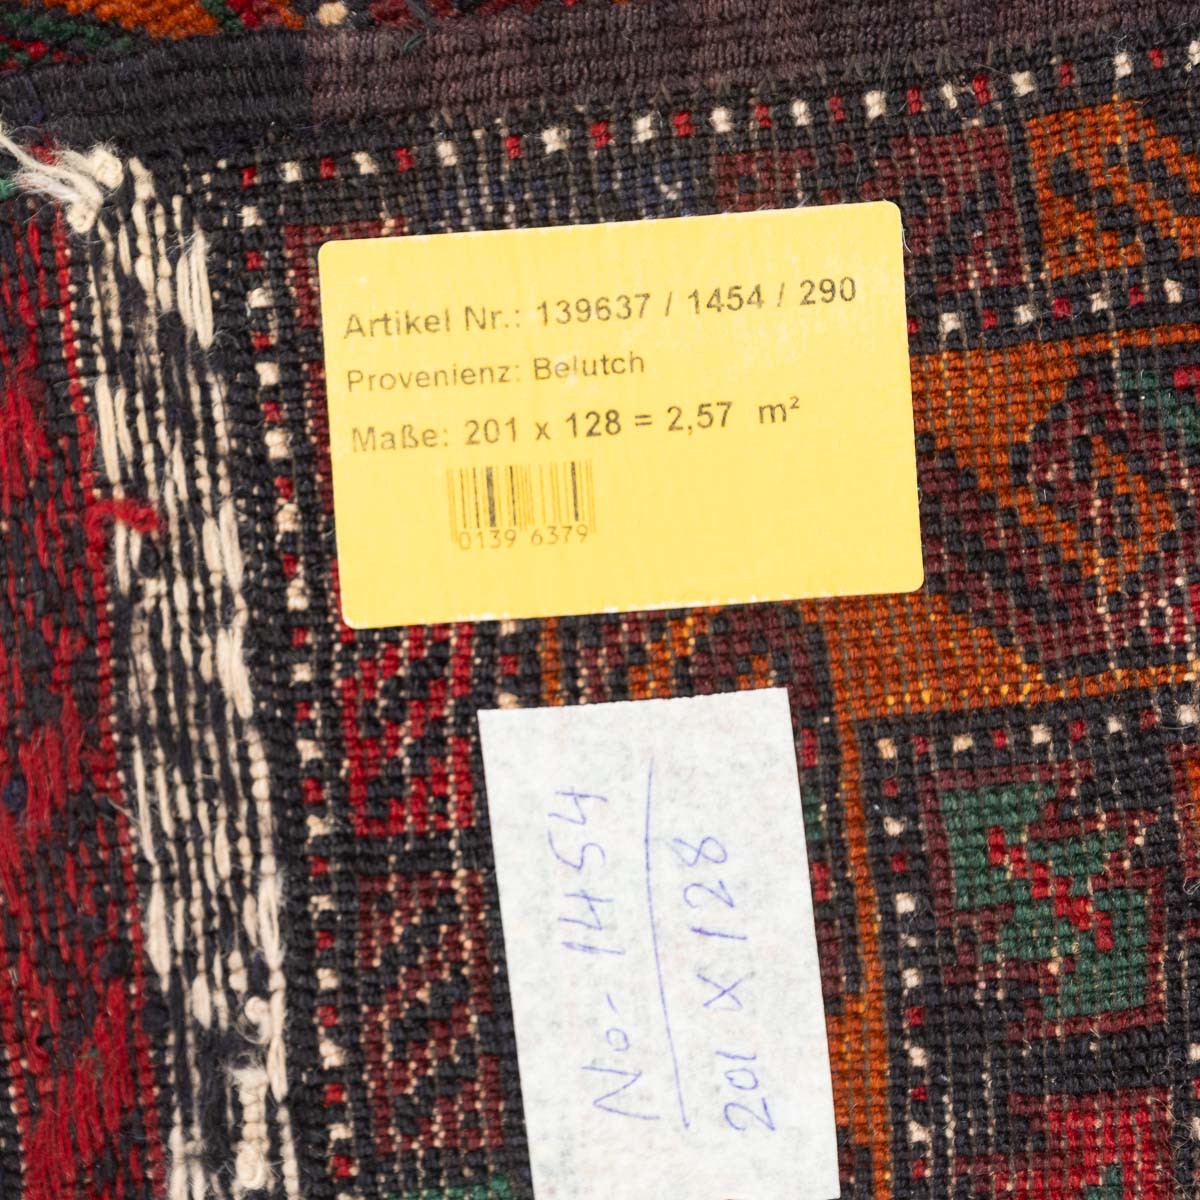 Artikel Nr.: 139637 / 1454 / 290
Provenienz: Belutch
Maße: 201 x 128 = 2,57 m²
0139 6379
No- 1454
201 X 128